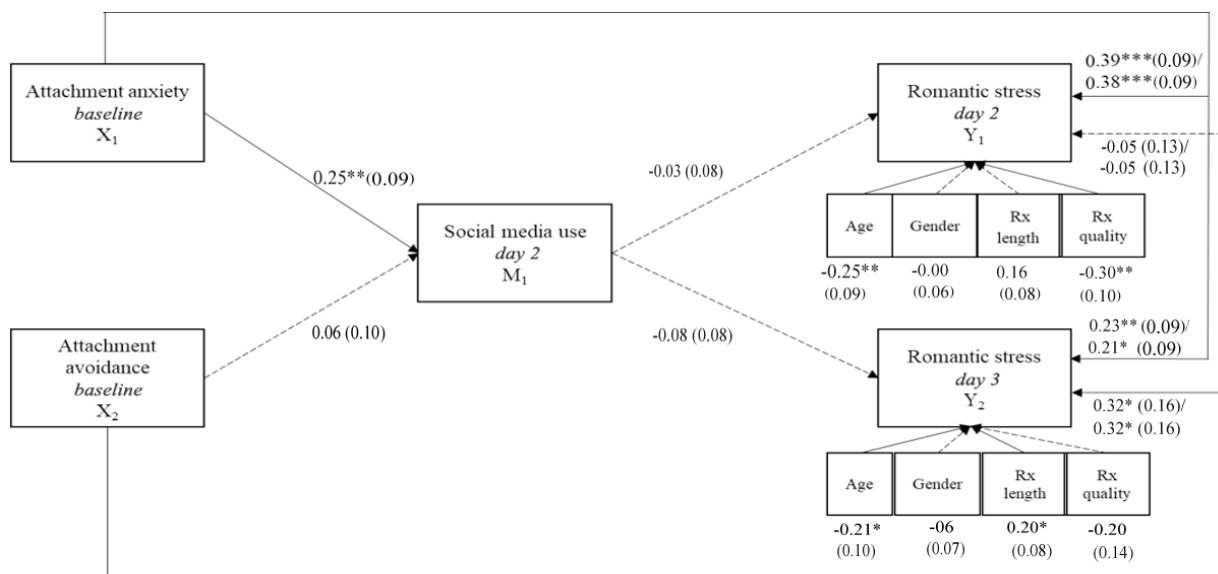 Attachment anxiety
baseline
X1
0.25**(0.09)
Attachment
avoidance
baseline
X2
0.06 (0.10)
Social media use
day 2
M1
-0.03 (0.08)
-0.08 (0.08)
Romantic stress
day 2
Y1
0.39***(0.09)/
0.38***(0.09)
-0.05 (0.13)/
-0.05 (0.13)
Age
Gender
Rx
length
Rx
quality
-0.25**
(0.09)
-0.00
(0.06)
0.16
(0.08)
-0.30**
(0.10)
Romantic stress
day 3
Y2
0.23**(0.09)/
0.21* (0.09)
0.32* (0.16)/
0.32* (0.16)
Age
Gender
Rx
length
Rx
quality
-0.21*
(0.10)
-06
(0.07)
0.20*
(0.08)
-0.20
(0.14)